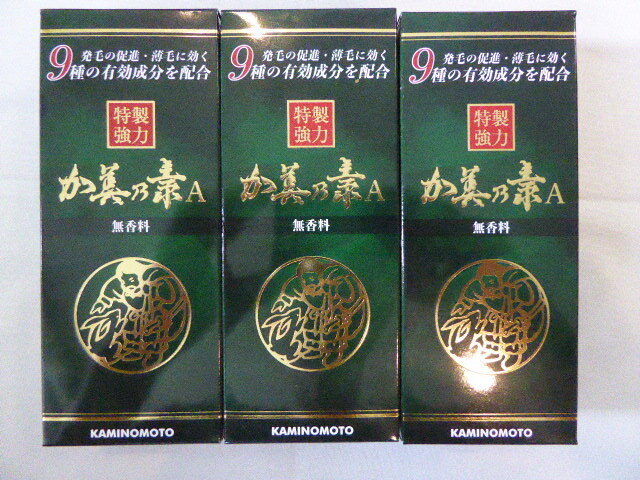 発毛の促進・薄毛に効く
9種の有効成分を配合
特製
強力
加美乃素A
無香料
KAMINOMOTO
発毛の促進・薄毛に効く
9種の有効成分を配合
特製
強力
加美乃素A
無香料
KAMINOMOTO
発毛の促進・薄毛に効く
9種の有効成分を配合
特製
強力
加美乃素A
無香料
KAMINOMOTO